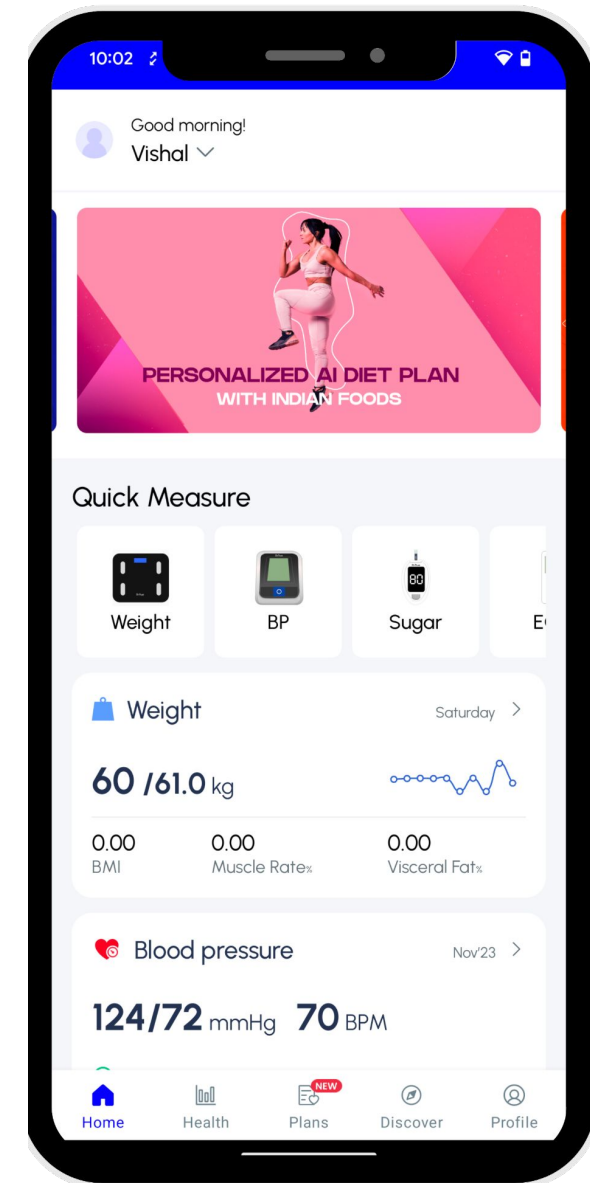 10:02
Good morning!
Vishal
PERSONALIZED AI DIET PLAN
WITH INDIAN FOODS
Quick Measure
80
Weight
BP
Sugar
Weight
Saturday
60 /61.0 kg
0.00
0.00
0.00
BMI
Muscle Rate%
Visceral Fat%
Blood pressure
Nov'23
124/72 mmHg 70 BPM
NEW
Home
Health
Plans
Discover
Profile